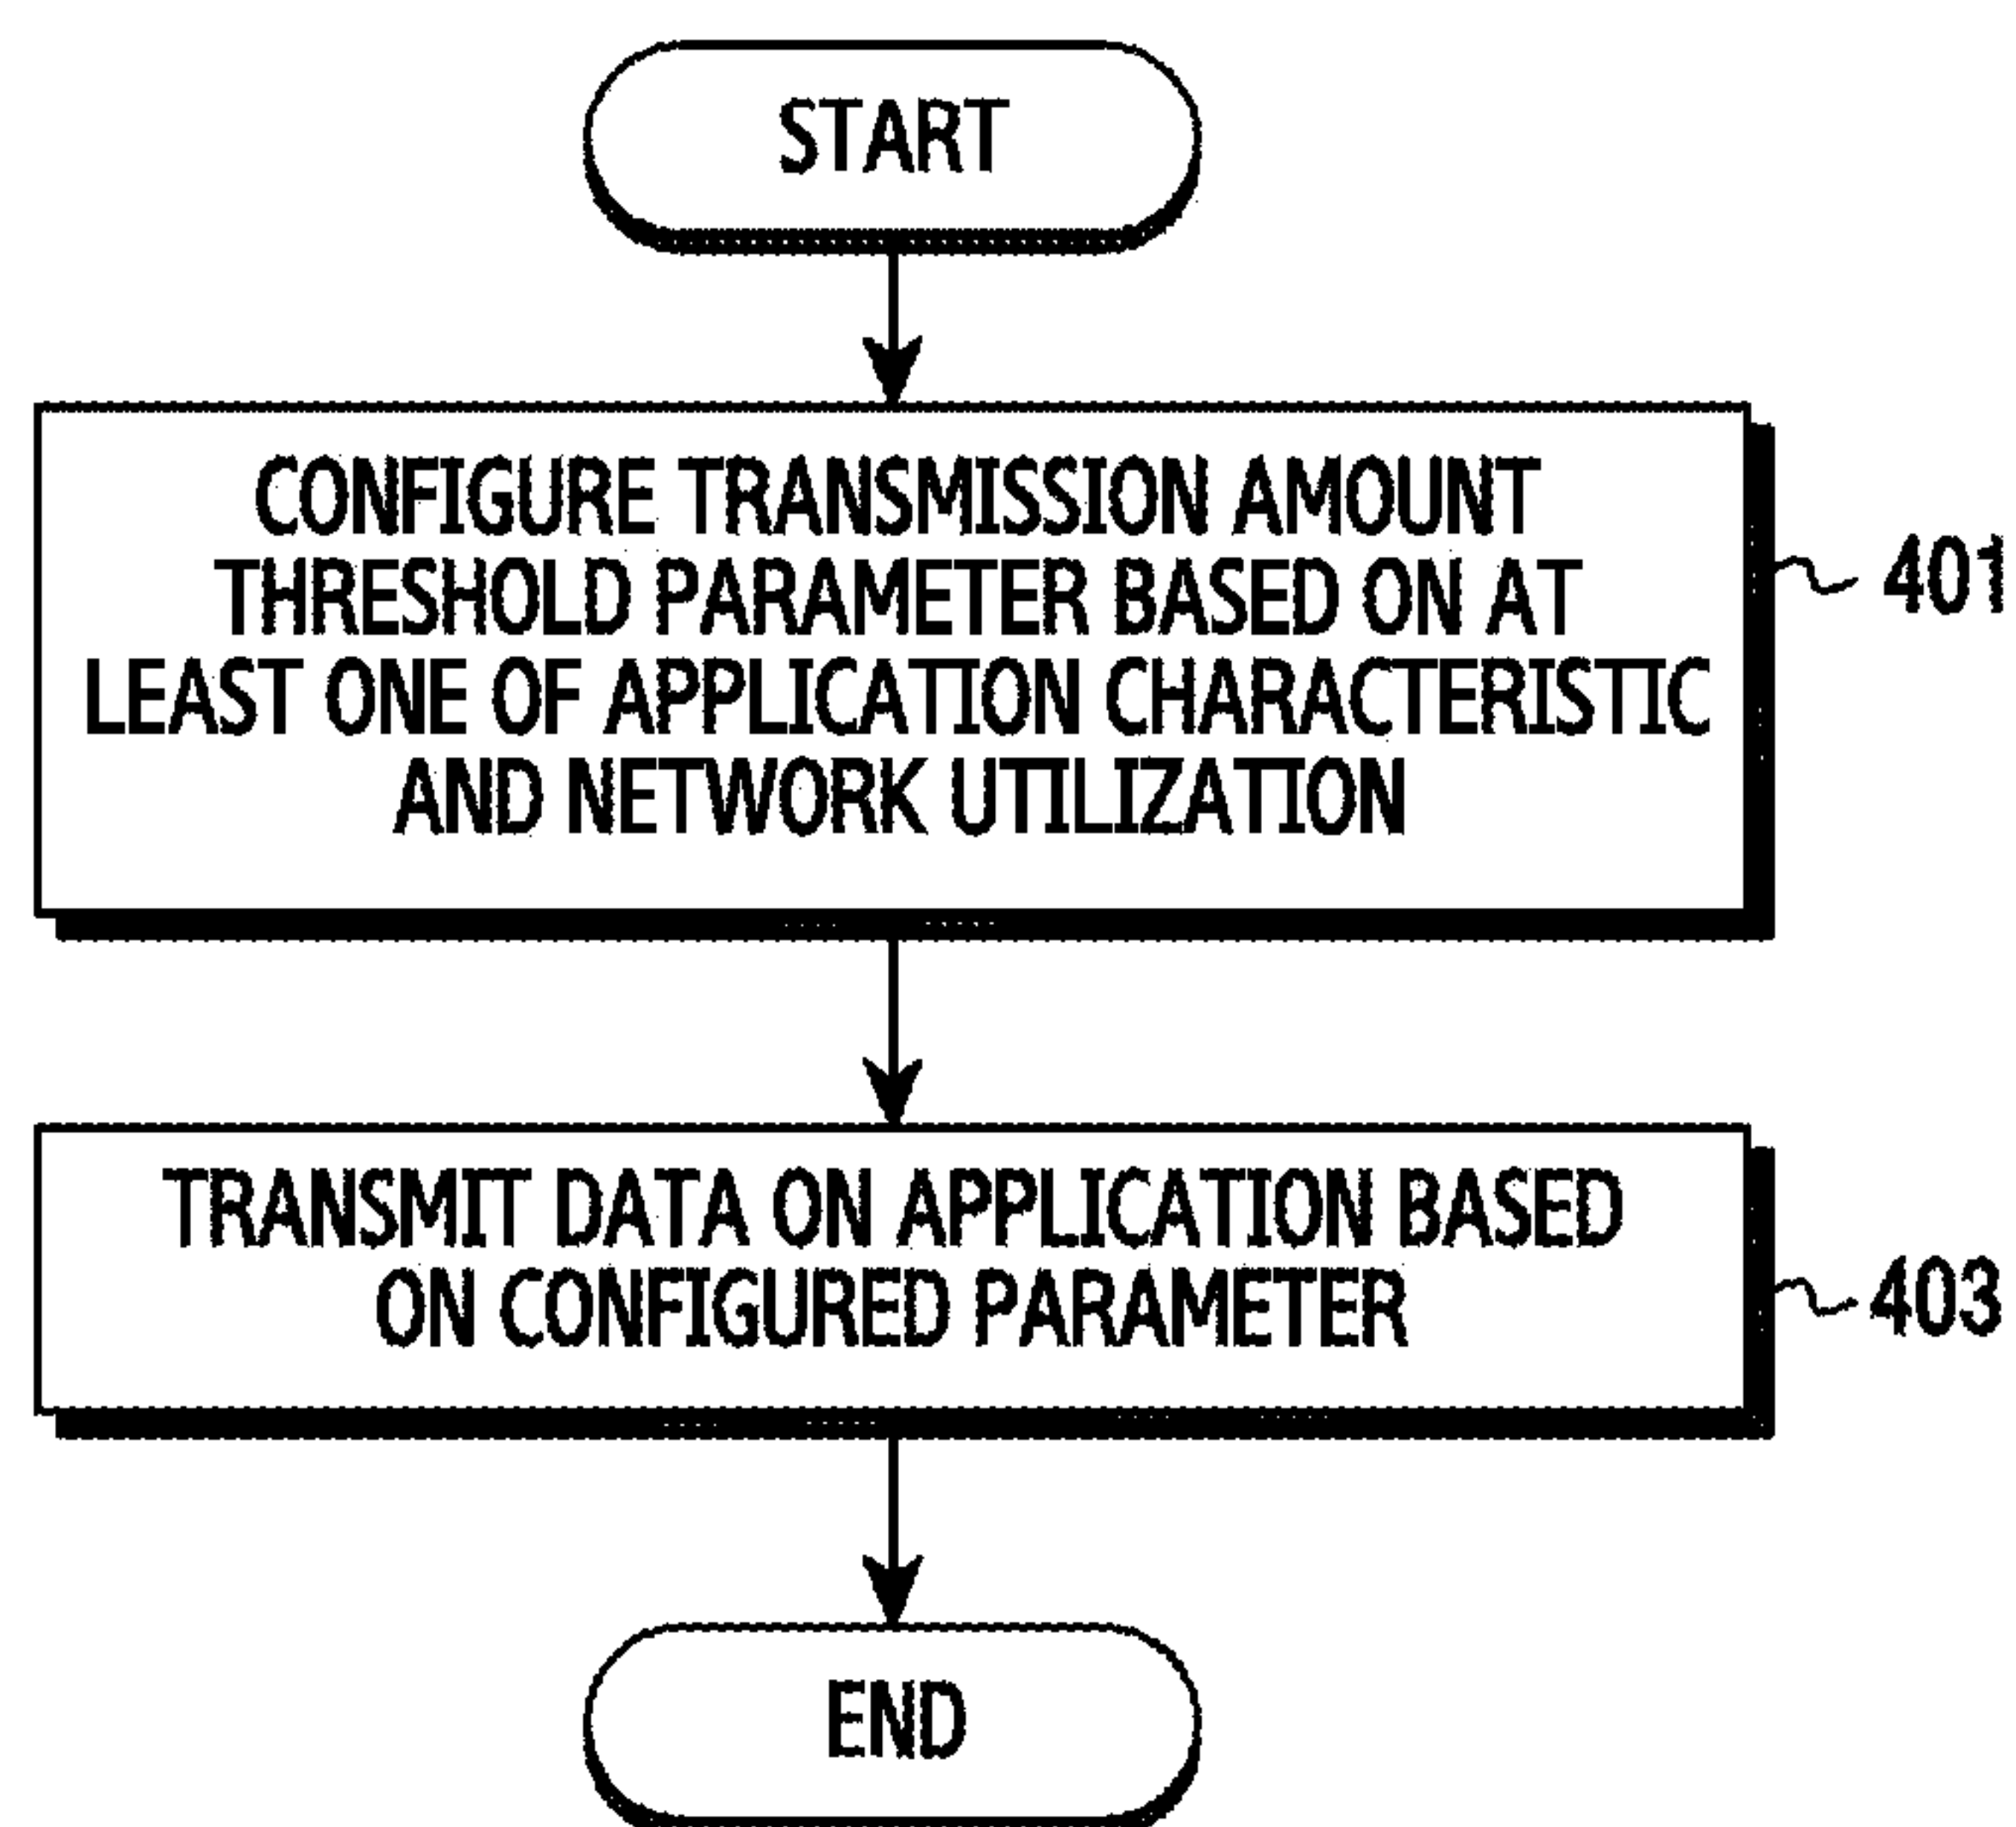 START
CONFIGURE TRANSMISSION AMOUNT
THRESHOLD PARAMETER BASED ON AT
LEAST ONE OF APPLICATION CHARACTERISTIC
AND NETWORK UTILIZATION
401
TRANSMIT DATA ON APPLICATION BASED
ON CONFIGURED PARAMETER
403
END